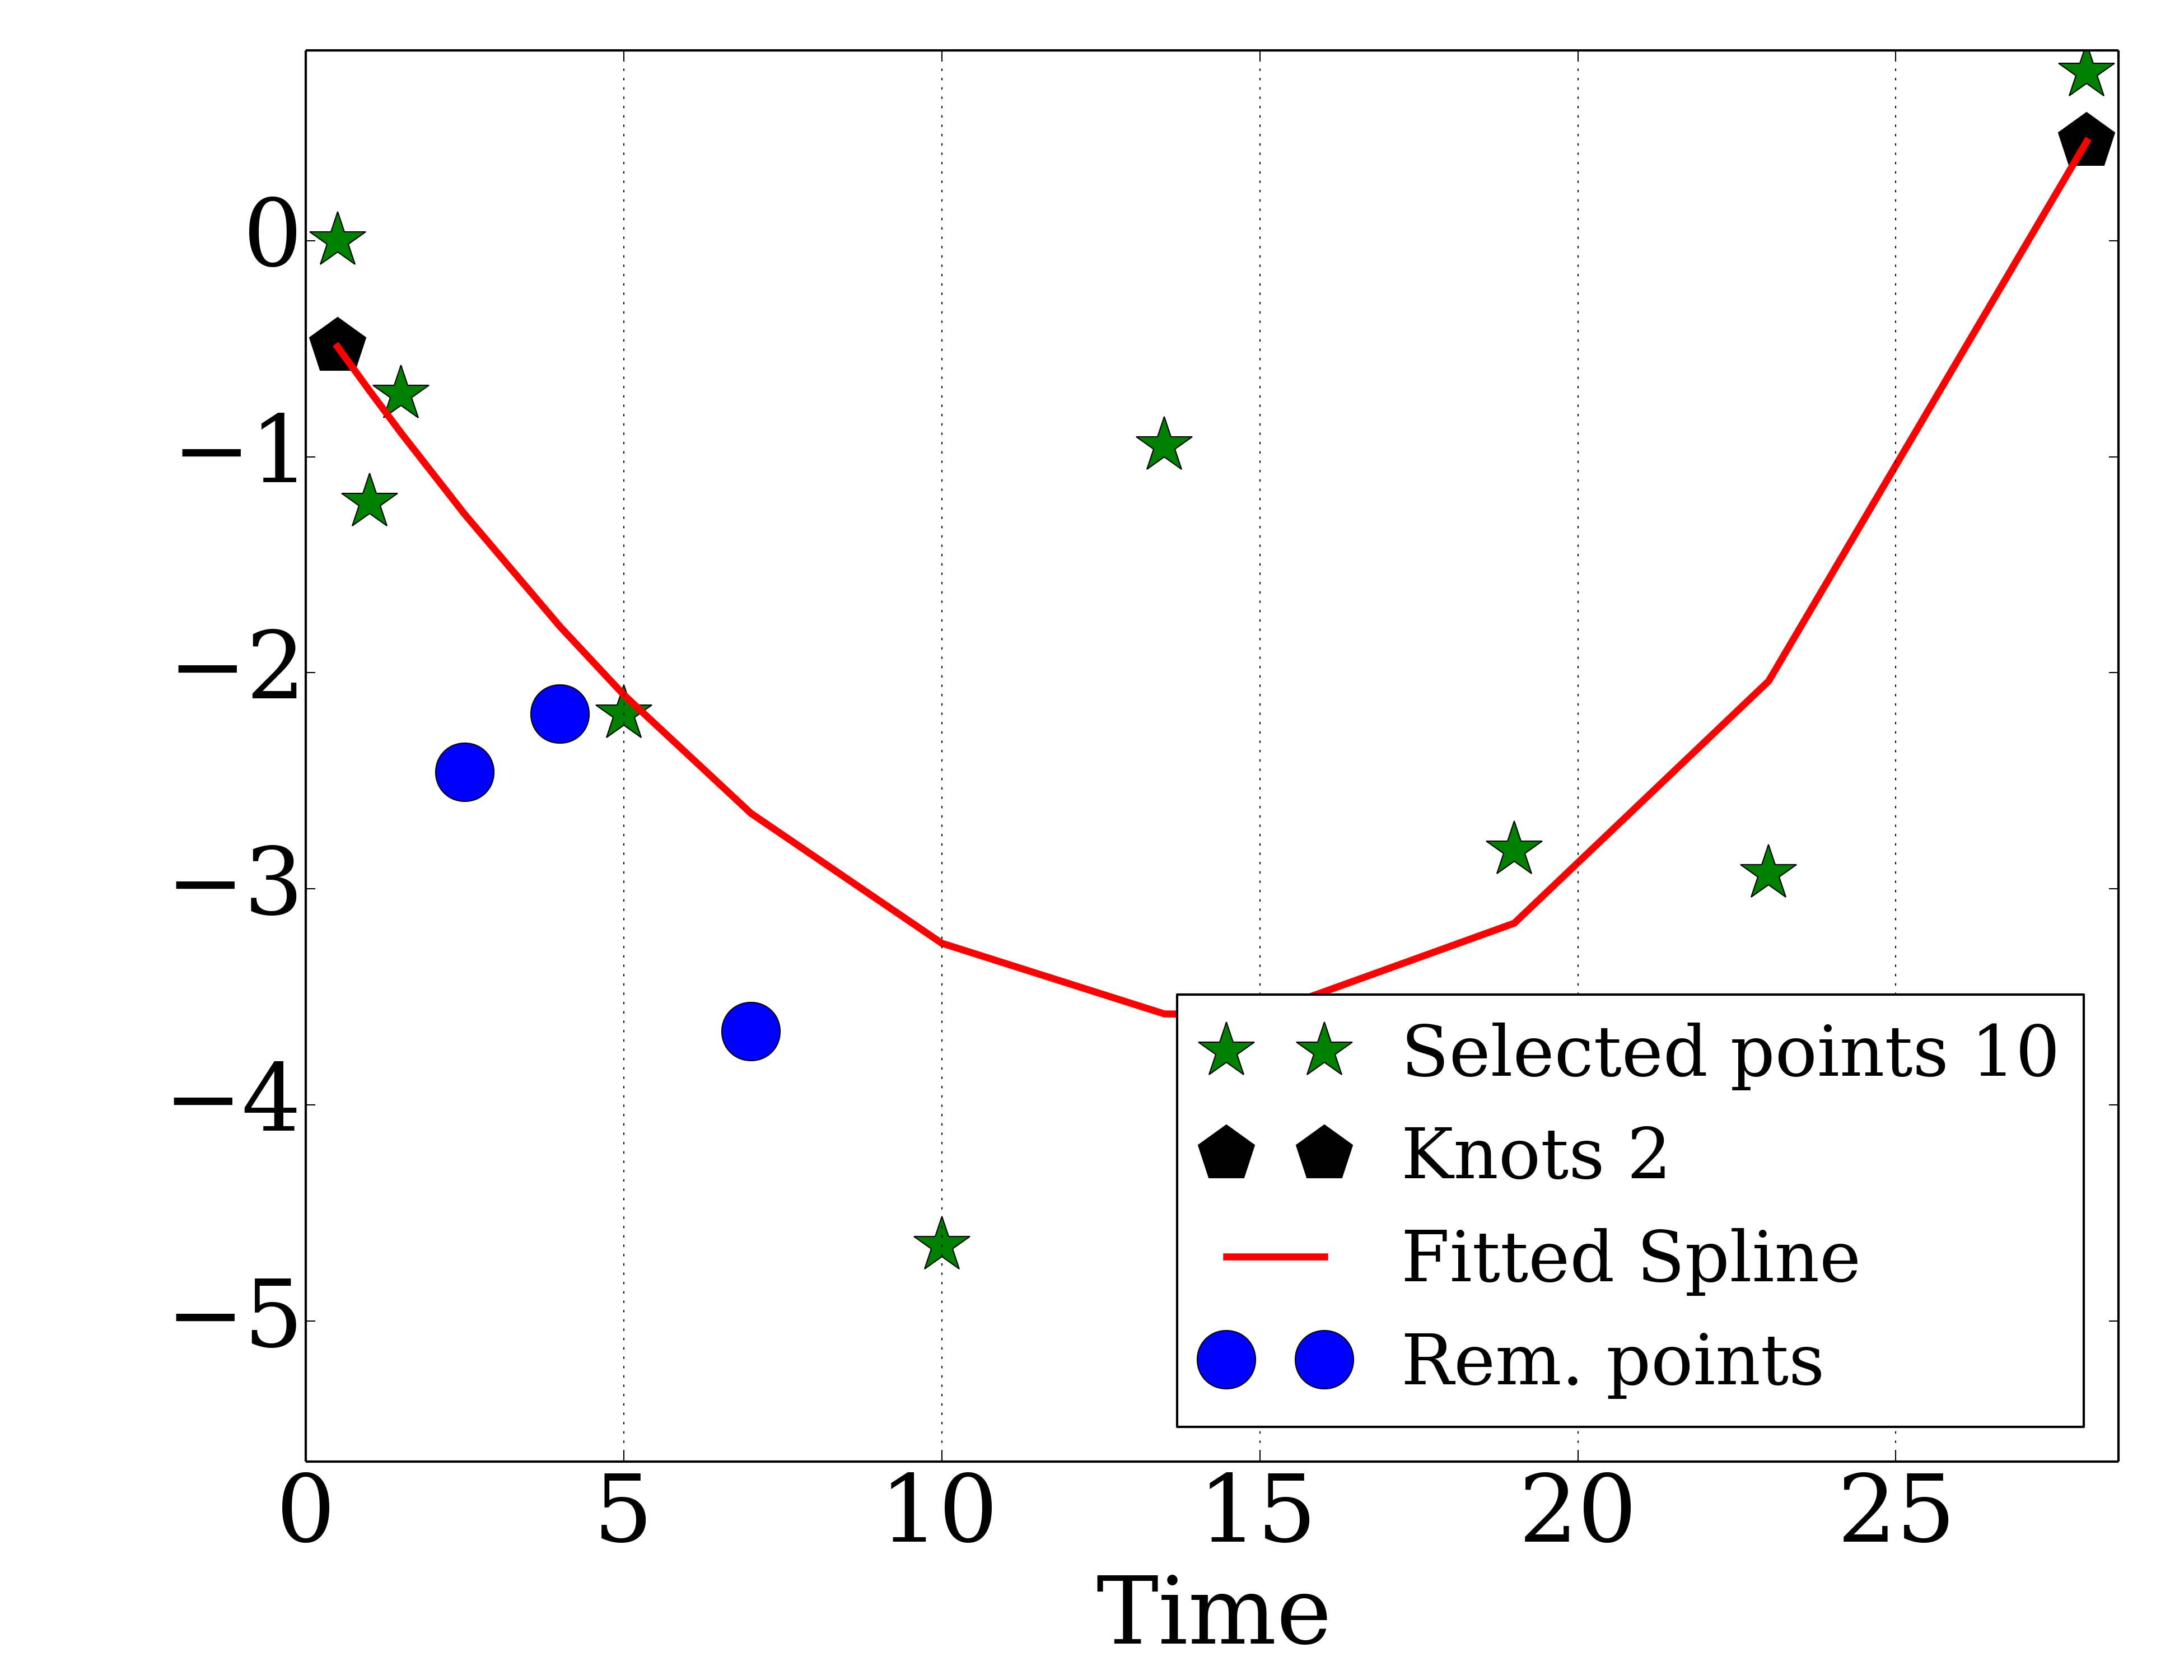 0
−1
−2
−3
−4
−5
Selected points 10
Knots 2
Fitted Spline
Rem. points
0 5 10 15 20 25
Time